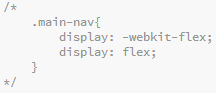 /*
.main-nav{
display: -webkit-flex;
display: flex;
}
*/